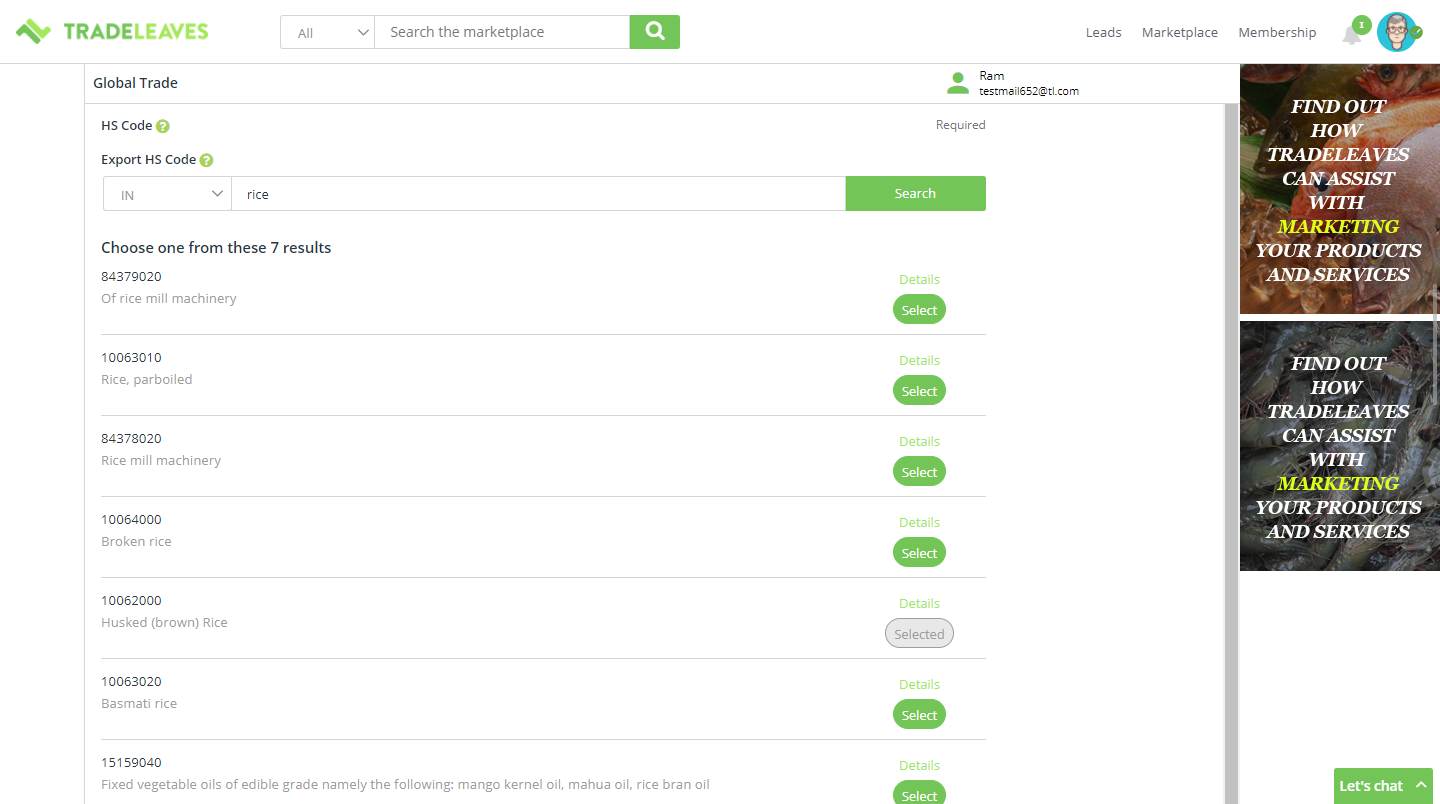 TRADELEAVES
All
Search the marketplace
Leads
Marketplace
Membership
1
Global Trade
Ram
testmail652@tl.com
HS Code ?
Required
Export HS Code ?
IN
rice
Search
Choose one from these 7 results
84379020
Details
Of rice mill machinery
Select
10063010
Details
Rice, parboiled
Select
84378020
Details
Rice mill machinery
Select
10064000
Details
Broken rice
Select
10062000
Details
Husked (brown) Rice
Selected
10063020
Details
Basmati rice
Select
15159040
Details
Fixed vegetable oils of edible grade namely the following: mango kernel oil, mahua oil, rice bran oil
Select
FIND OUT
HOW
TRADELEAVES
CAN ASSIST
WITH
MARKETING
YOUR PRODUCTS
AND SERVICES
FIND OUT
HOW
TRADELEAVES
CAN ASSIST
WITH
MARKETING
YOUR PRODUCTS
AND SERVICES
Let's chat